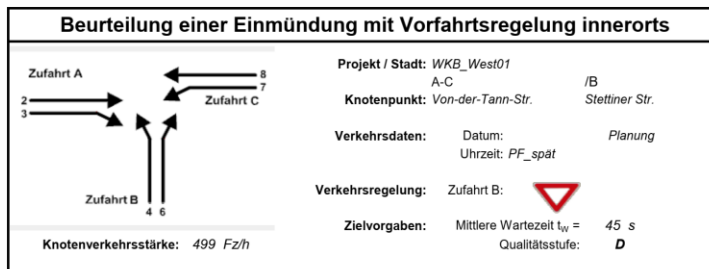 Beurteilung einer Einmündung mit Vorfahrtsregelung innerorts
Zufahrt A
8
7
Zufahrt C
2
3
Zufahrt B
4 6
Knotenverkehrsstärke: 499 Fz/h
Projekt / Stadt: WKB_West01
A-C /B
Knotenpunkt: Von-der-Tann-Str. Stettiner Str.
Verkehrsdaten: Datum: Planung
Uhrzeit: PF_spät
Verkehrsregelung: Zufahrt B:
Zielvorgaben: Mittlere Wartezeit tw = 45 s
Qualitätsstufe: D